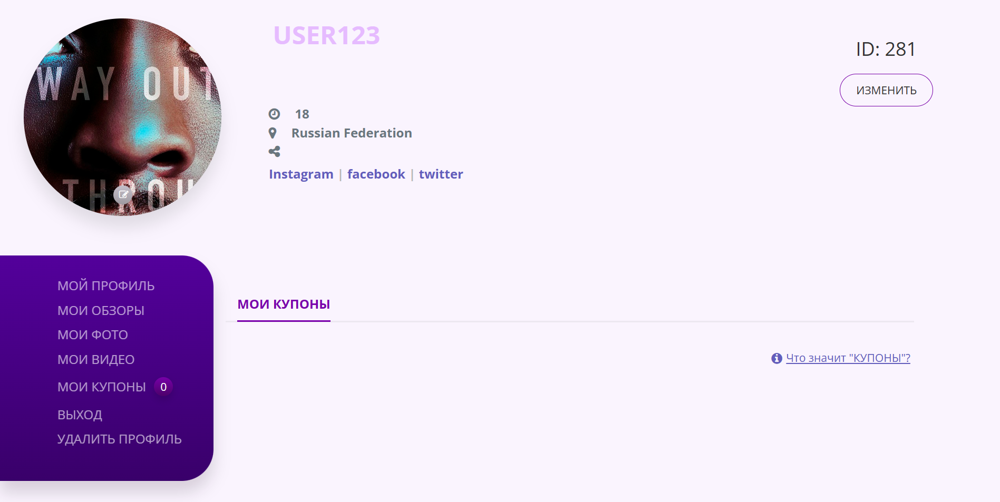 USER123
ID: 281
ИЗМЕНИТЬ
WAY OUT
THROU
18
Russian Federation
Instagram | facebook | twitter
МОЙ ПРОФИЛЬ
МОИ ОБЗОРЫ
МОИ ФОТО
МОИ ВИДЕО
МОИ КУПОНЫ 0
ВЫХОД
УДАЛИТЬ ПРОФИЛЬ
МОИ КУПОНЫ
Что значит "КУПОНЫ"?